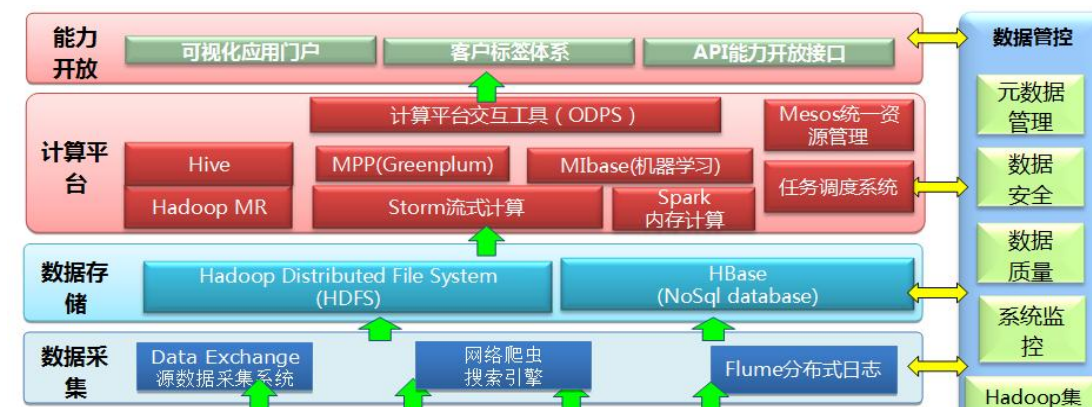 能力
开放
可视化应用门户
客户标签体系
API能力开放接口
计算平
台
计算平台交互工具（ODPS）
Mesos统一资
源管理
Hive
MPP(Greenplum)
MIbase(机器学习)
任务调度系统
Hadoop MR
Storm流式计算
Spark
内存计算
数据存
储
Hadoop Distributed File System
(HDFS)
HBase
(NoSql database)
数据采
集
Data Exchange
源数据采集系统
网络爬虫
搜索引擎
Flume分布式日志
数据管控
元数据
管理
数据
安全
数据
质量
系统监
控
Hadoop集